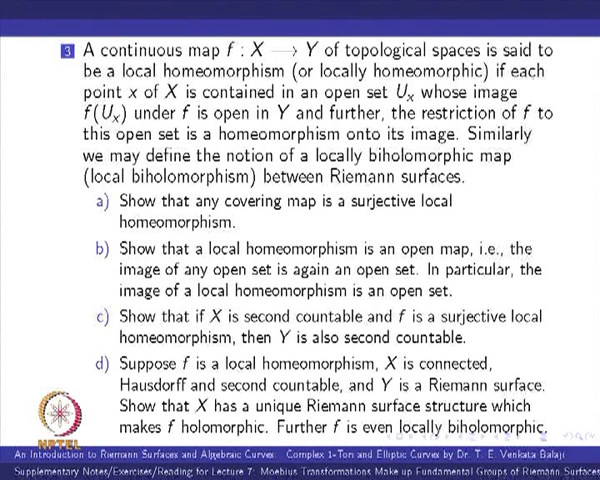 3 A continuous map f : X ⟶ Y of topological spaces is said to
be a local homeomorphism (or locally homeomorphic) if each
point x of X is contained in an open set Uₓ whose image
f(Uₓ) under f is open in Y and further, the restriction of f to
this open set is a homeomorphism onto its image. Similarly
we may define the notion of a locally biholomorphic map
(local biholomorphism) between Riemann surfaces.
a) Show that any covering map is a surjective local
homeomorphism.
b) Show that a local homeomorphism is an open map, i.e., the
image of any open set is again an open set. In particular, the
image of a local homeomorphism is an open set.
c) Show that if X is second countable and f is a surjective local
homeomorphism, then Y is also second countable.
d) Suppose f is a local homeomorphism, X is connected,
Hausdorff and second countable, and Y is a Riemann surface.
Show that X has a unique Riemann surface structure which
makes f holomorphic. Further f is even locally biholomorphic.
NPTEL
An Introduction to Riemann Surfaces and Algebraic Curves: Complex 1-Tori and Elliptic Curves by Dr. T. E. Venkata Balaji
Supplementary Notes/Exercises/Reading for Lecture 7: Moebius Transformations Make up Fundamental Groups of Riemann Surfaces